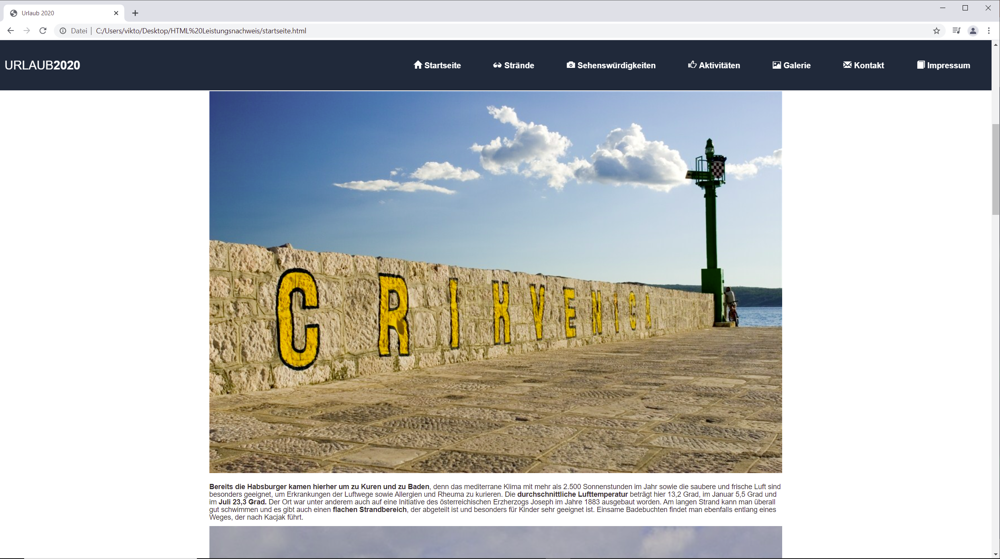 Urlaub 2020
Datei | C:/Users/vikto/Desktop/HTML%20Leistungsnachweis/startseite.html
URLAUB2020 Startseite Strände Sehenswürdigkeiten Aktivitäten Galerie Kontakt Impressum
CRIKVENICA
Bereits die Habsburger kamen hierher um zu Kuren und zu Baden, denn das mediterrane Klima mit mehr als 2.500 Sonnenstunden im Jahr sowie die saubere und frische Luft sind
besonders geeignet, um Erkrankungen der Luftwege sowie Allergien und Rheuma zu kurieren. Die durchschnittliche Lufttemperatur beträgt hier 13,2 Grad, im Januar 5,5 Grad und
im Juli 23,3 Grad. Der Ort war unter anderem auch auf eine Initiative des österreichischen Erzherzogs Joseph im Jahre 1883 ausgebaut worden. Am langen Strand kann man überall
gut schwimmen und es gibt auch einen flachen Strandbereich, der abgeteilt ist und besonders für Kinder sehr geeignet ist. Einsame Badebuchten findet man ebenfalls entlang eines
Weges, der nach Kacjak führt.